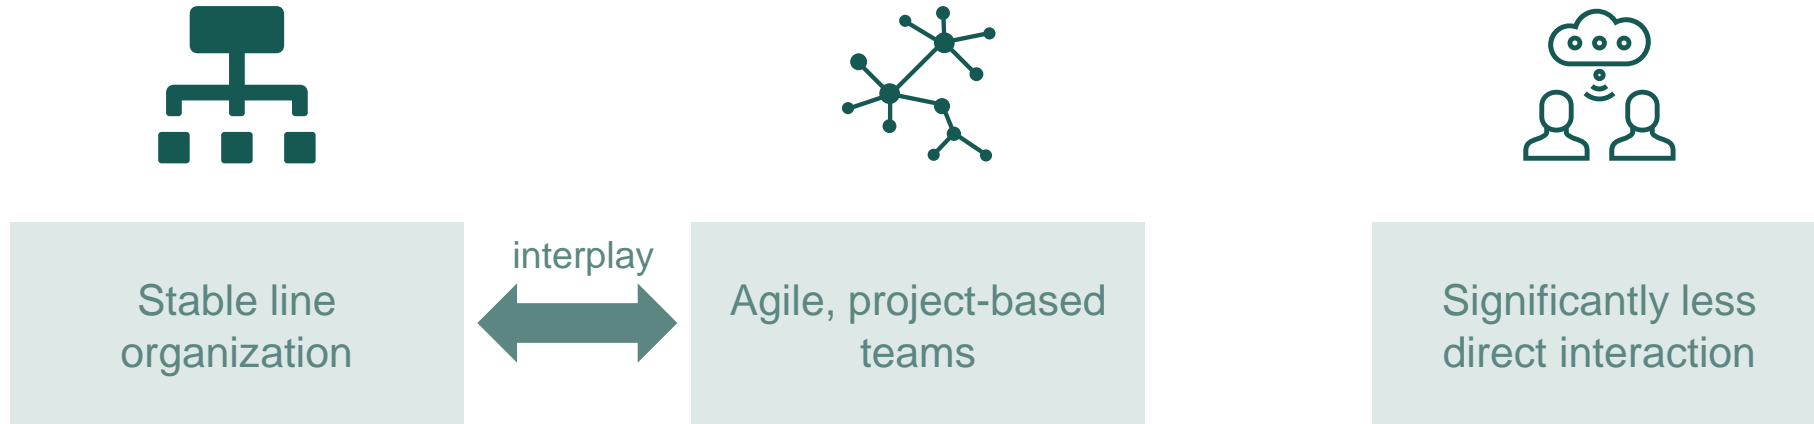 Stable line
organization
interplay
Agile, project-based
teams
Significantly less
direct interaction